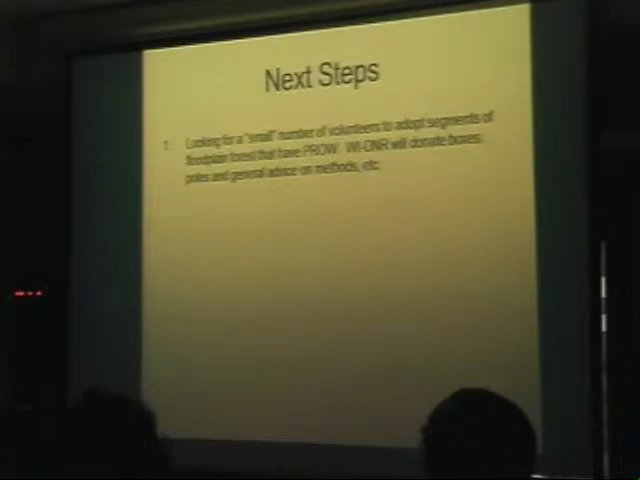 Next Steps
1. Looking for a "small" number of volunteers to adopt segments of
floodplain forest that have PROW. WI-DNR will donate boxes,
poles and general advice on methods, etc.